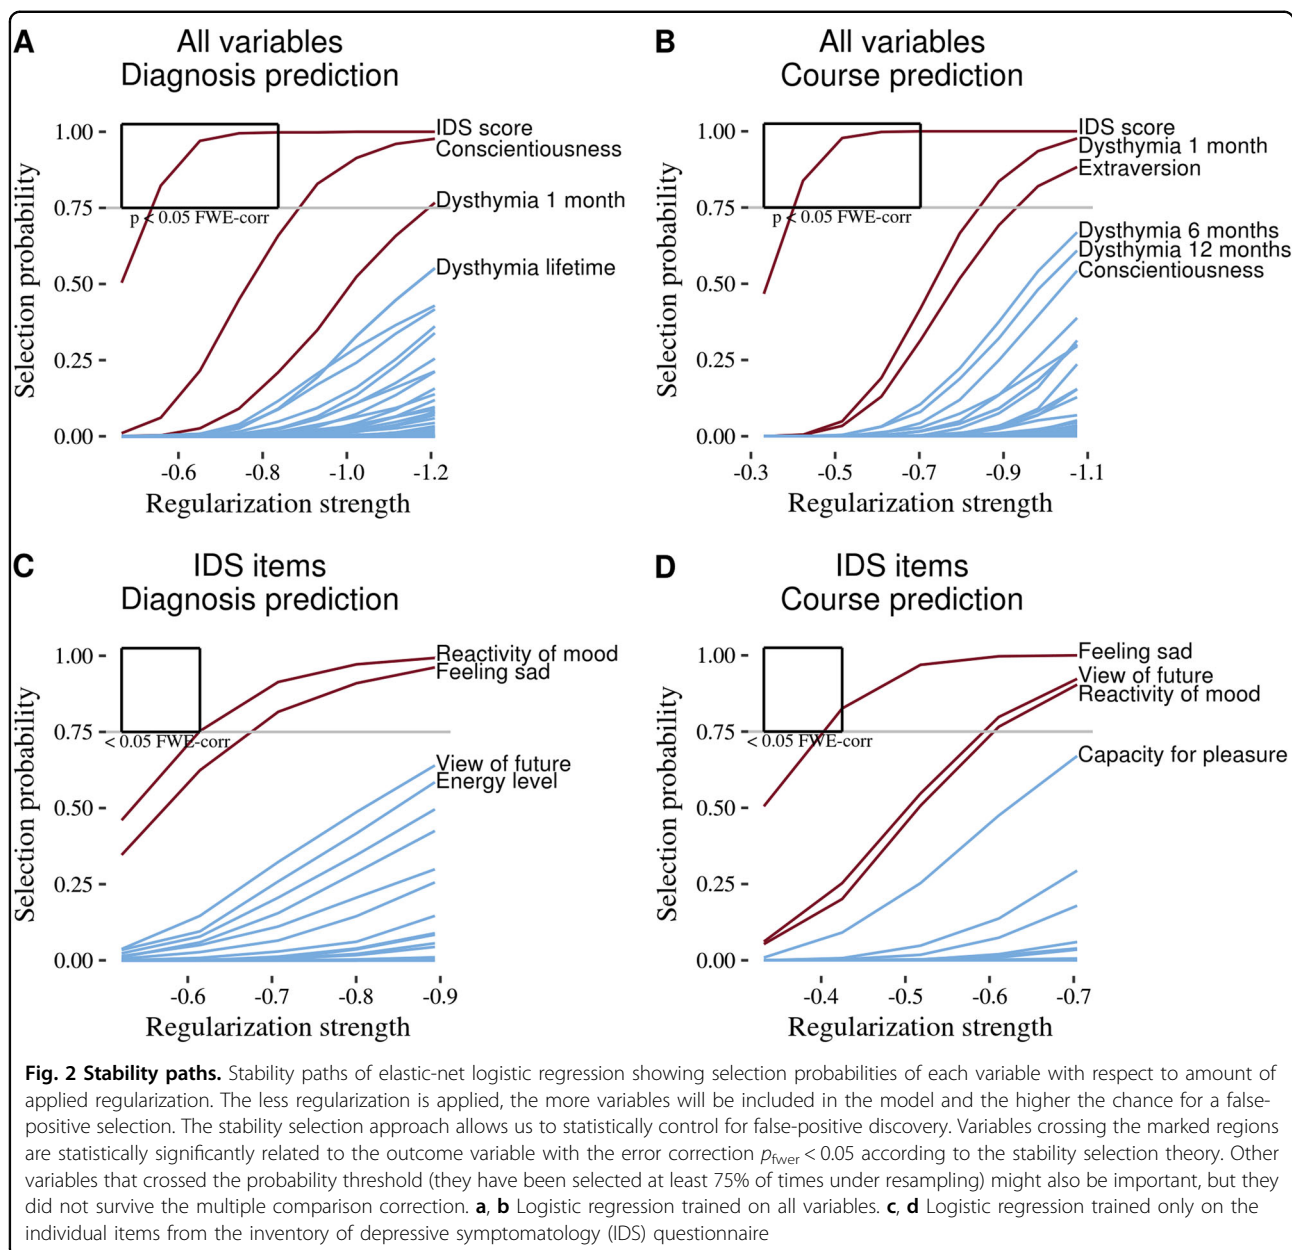 A
All variables
Diagnosis prediction
Selection probability
1.00
0.75
0.50
0.25
0.00
p < 0.05 FWE-corr
IDS score
Conscientiousness
Dysthymia 1 month
Dysthymia lifetime
-0.6 -0.8 -1.0 -1.2
Regularization strength
B
All variables
Course prediction
Selection probability
1.00
0.75
0.50
0.25
0.00
p < 0.05 FWE-corr
IDS score
Dysthymia 1 month
Extraversion
Dysthymia 6 months
Dysthymia 12 months
Conscientiousness
-0.3 -0.5 -0.7 -0.9 -1.1
Regularization strength
C
IDS items
Diagnosis prediction
Selection probability
1.00
0.75
0.50
0.25
0.00
< 0.05 FWE-corr
Reactivity of mood
Feeling sad
View of future
Energy level
-0.6 -0.7 -0.8 -0.9
Regularization strength
D
IDS items
Course prediction
Selection probability
1.00
0.75
0.50
0.25
0.00
< 0.05 FWE-corr
Feeling sad
View of future
Reactivity of mood
Capacity for pleasure
-0.4 -0.5 -0.6 -0.7
Regularization strength
Fig. 2 Stability paths. Stability paths of elastic-net logistic regression showing selection probabilities of each variable with respect to amount of
applied regularization. The less regularization is applied, the more variables will be included in the model and the higher the chance for a false-
positive selection. The stability selection approach allows us to statistically control for false-positive discovery. Variables crossing the marked regions
are statistically significantly related to the outcome variable with the error correction pfwer < 0.05 according to the stability selection theory. Other
variables that crossed the probability threshold (they have been selected at least 75% of times under resampling) might also be important, but they
did not survive the multiple comparison correction. a, b Logistic regression trained on all variables. c, d Logistic regression trained only on the
individual items from the inventory of depressive symptomatology (IDS) questionnaire